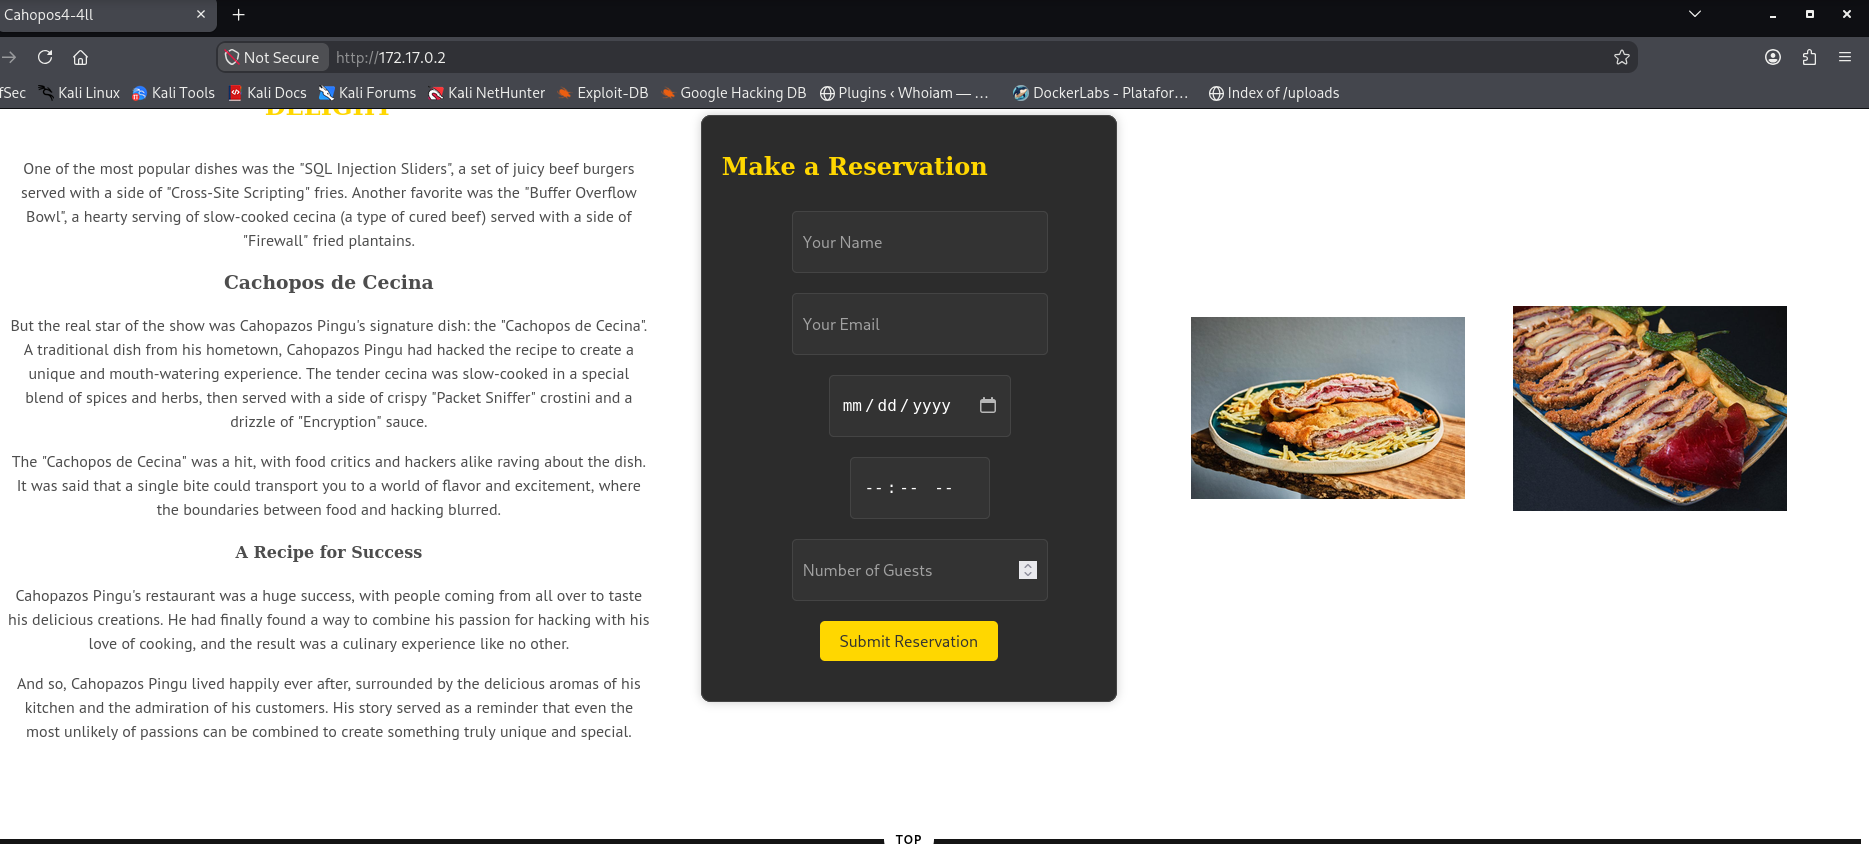 Cahopos4-4ll
Not Secure
http://172.17.0.2
fSec
Kali Linux
Kali Tools
Kali Docs
Kali Forums
Kali NetHunter
Exploit-DB
Google Hacking DB
Plugins ‹ Whoiam — ...
DockerLabs - Platafor...
Index of /uploads
DELIGHT
One of the most popular dishes was the "SQL Injection Sliders", a set of juicy beef burgers
served with a side of "Cross-Site Scripting" fries. Another favorite was the "Buffer Overflow
Bowl", a hearty serving of slow-cooked cecina (a type of cured beef) served with a side of
"Firewall" fried plantains.
Cachopos de Cecina
But the real star of the show was Cahopazos Pingu's signature dish: the "Cachopos de Cecina".
A traditional dish from his hometown, Cahopazos Pingu had hacked the recipe to create a
unique and mouth-watering experience. The tender cecina was slow-cooked in a special
blend of spices and herbs, then served with a side of crispy "Packet Sniffer" crostini and a
drizzle of "Encryption" sauce.
The "Cachopos de Cecina" was a hit, with food critics and hackers alike raving about the dish.
It was said that a single bite could transport you to a world of flavor and excitement, where
the boundaries between food and hacking blurred.
A Recipe for Success
Cahopazos Pingu's restaurant was a huge success, with people coming from all over to taste
his delicious creations. He had finally found a way to combine his passion for hacking with his
love of cooking, and the result was a culinary experience like no other.
And so, Cahopazos Pingu lived happily ever after, surrounded by the delicious aromas of his
kitchen and the admiration of his customers. His story served as a reminder that even the
most unlikely of passions can be combined to create something truly unique and special.
Make a Reservation
Your Name
Your Email
mm/dd/yyyy
--:-- --
Number of Guests
Submit Reservation
TOP